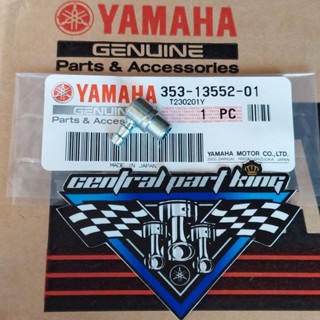 YAMAHA
GENUINE
Parts & Accessories
YAMAHA 353-13552-01
GENUINE T230201Y
Parts & Access 1 PC
MADE IN JAPAN
YAMAHA MOTOR CO., LTD.
central part king